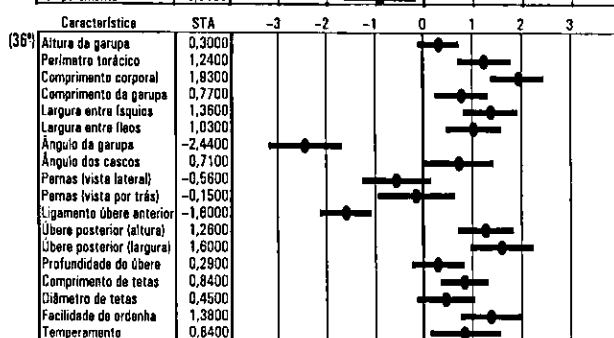 Característica STA -3 -2 -1 0 1 2 3
(36º) Altura da garupa 0,3000
Perímetro torácico 1,2400
Comprimento corporal 1,8300
Comprimento da garupa 0,7700
Largura entre ísquios 1,3600
Largura entre íleos 1,0300
Ângulo da garupa -2,4400
Ângulo dos cascos 0,7100
Pernas (vista lateral) -0,5600
Pernas (vista por trás) -0,1500
Ligamento úbere anterior -1,6000
Úbere posterior (altura) 1,2600
Úbere posterior (largura) 1,6000
Profundidade do úbere 0,2900
Comprimento de tetas 0,8400
Diâmetro de tetas 0,4500
Facilidade de ordenha 1,3800
Temperamento 0,8400